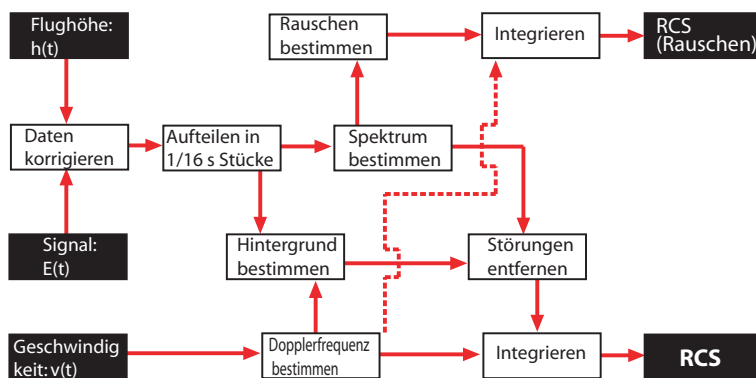 Flughöhe:
h(t)
Rauschen
bestimmen
Integrieren
RCS
(Rauschen)
Daten
korrigieren
Aufteilen in
1/16 s Stücke
Spektrum
bestimmen
Signal:
E(t)
Hintergrund
bestimmen
Störungen
entfernen
Geschwindig
keit: v(t)
Dopplerfrequenz
bestimmen
Integrieren
RCS